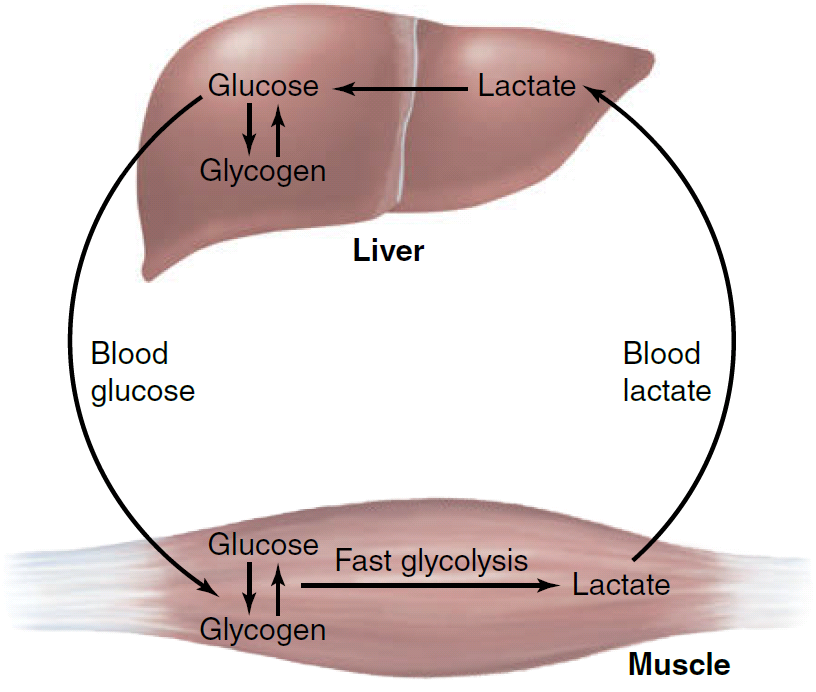 Glucose
Lactate
Glycogen
Liver
Blood
glucose
Blood
lactate
Glucose
Fast glycolysis
Lactate
Glycogen
Muscle